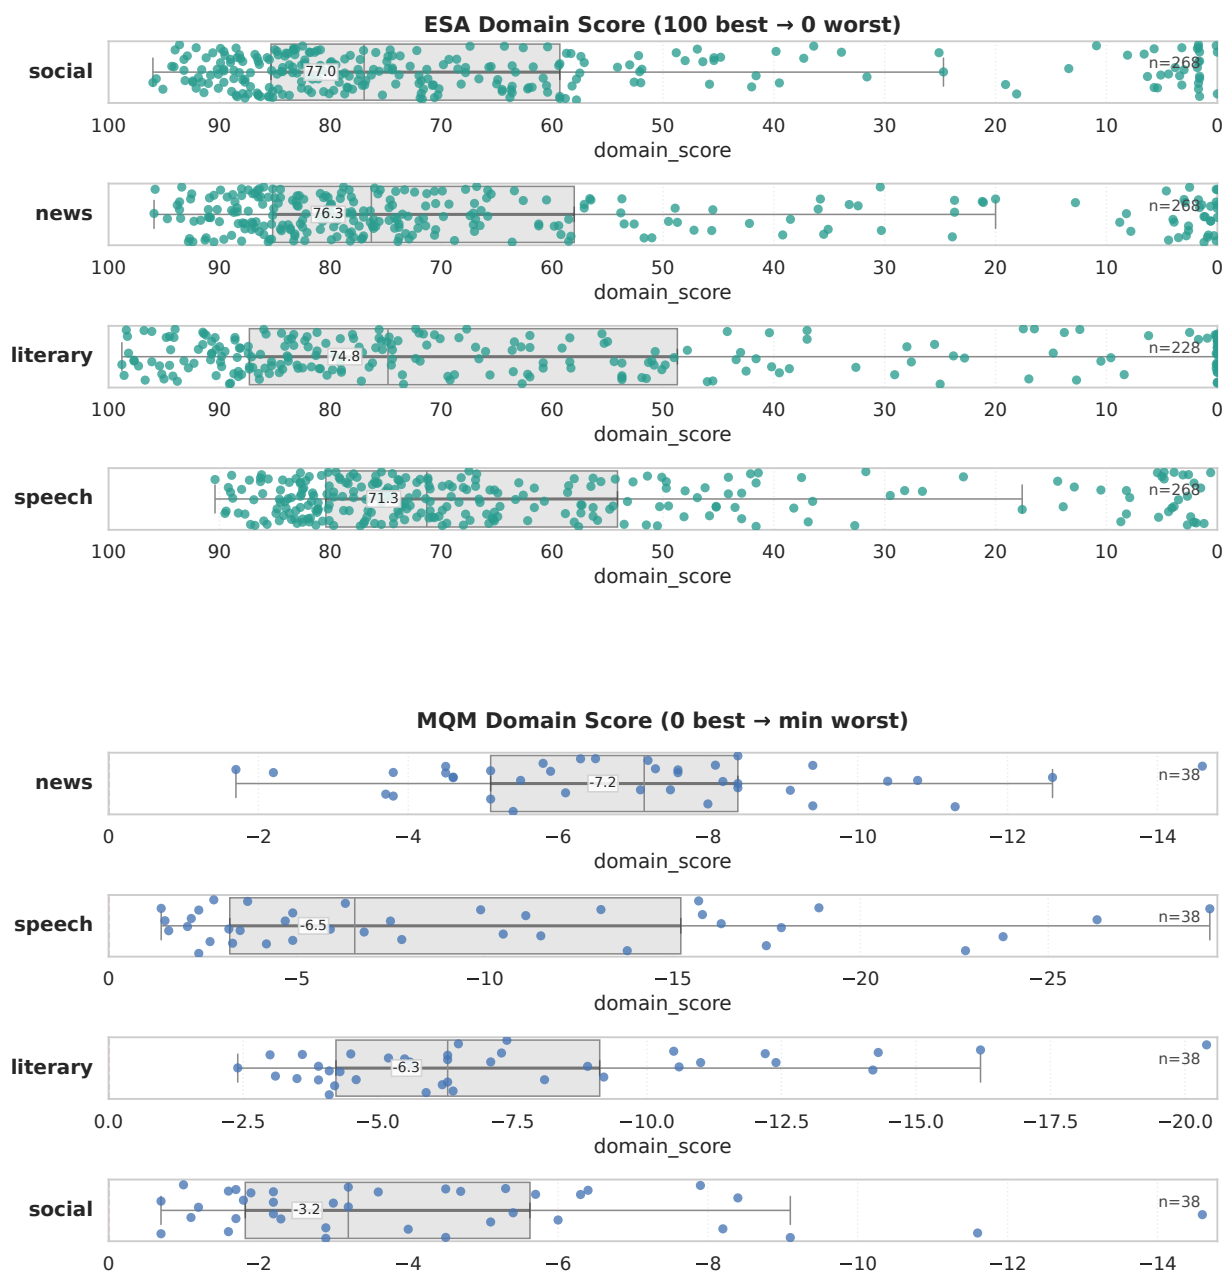 ESA Domain Score (100 best → 0 worst)
social
77.0
n=268
100 90 80 70 60 50 40 30 20 10 0
domain_score
news
76.3
n=268
100 90 80 70 60 50 40 30 20 10 0
domain_score
literary
74.8
n=228
100 90 80 70 60 50 40 30 20 10 0
domain_score
speech
71.3
n=268
100 90 80 70 60 50 40 30 20 10 0
domain_score
MQM Domain Score (0 best → min worst)
news
-7.2
n=38
0 −2 −4 −6 −8 −10 −12 −14
domain_score
speech
-6.5
n=38
0 −5 −10 −15 −20 −25
domain_score
literary
-6.3
n=38
0.0 −2.5 −5.0 −7.5 −10.0 −12.5 −15.0 −17.5 −20.0
domain_score
social
-3.2
n=38
0 −2 −4 −6 −8 −10 −12 −14